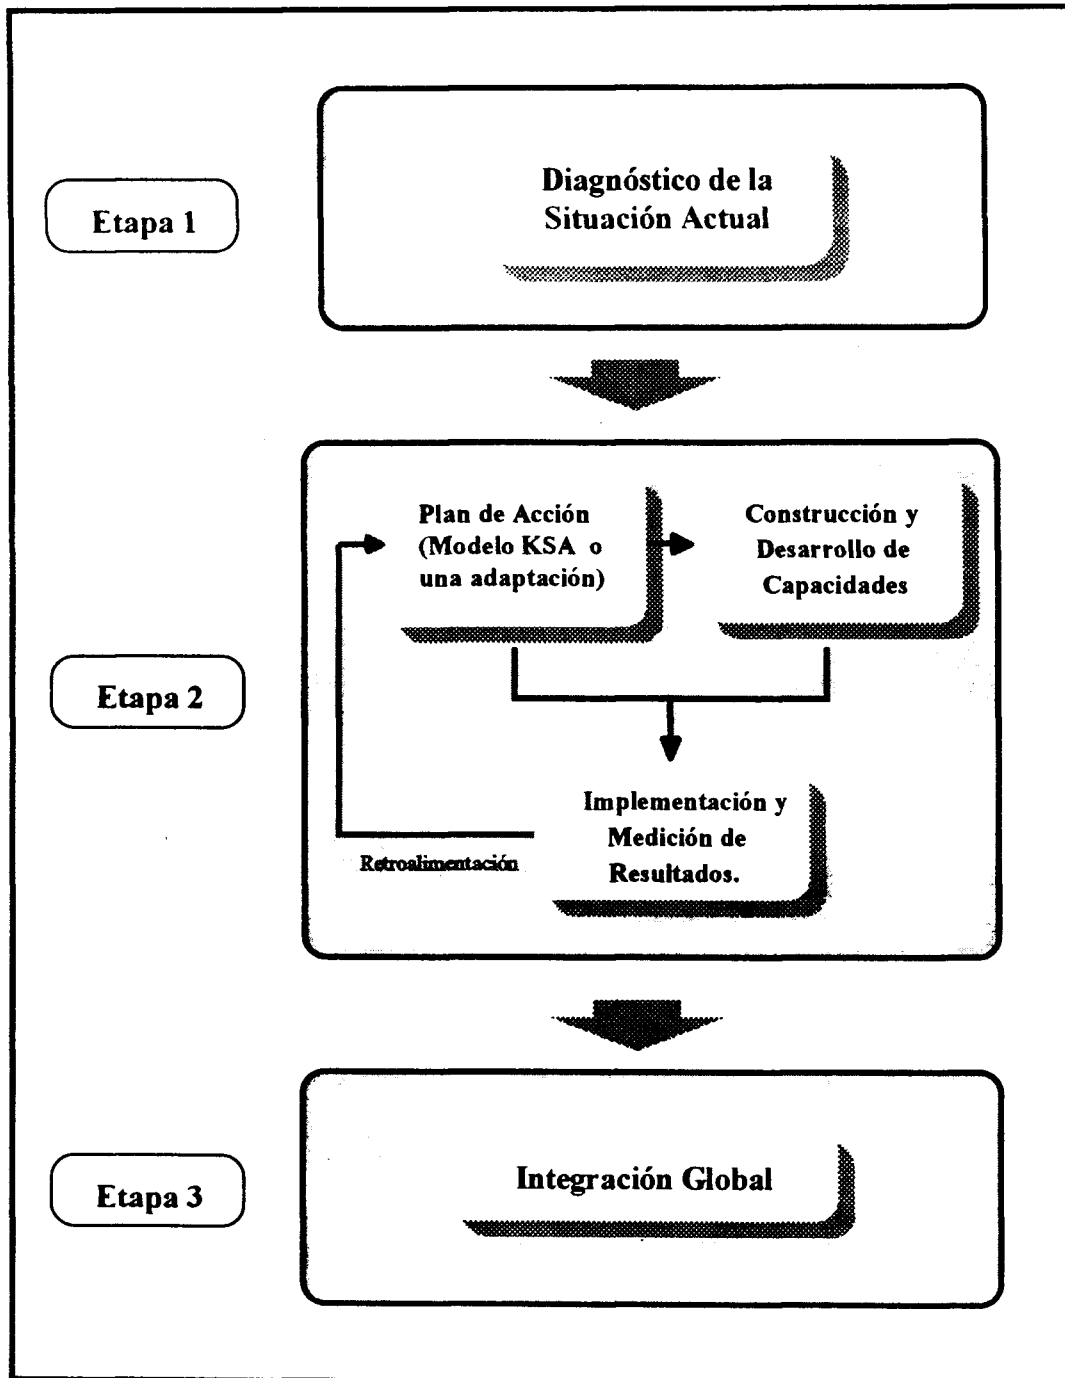 Etapa 1
Diagnóstico de la
Situación Actual
Etapa 2
Plan de Acción
(Modelo KSA o
una adaptación)
Construcción y
Desarrollo de
Capacidades
Implementación y
Medición de
Resultados.
Retroalimentación
Etapa 3
Integración Global